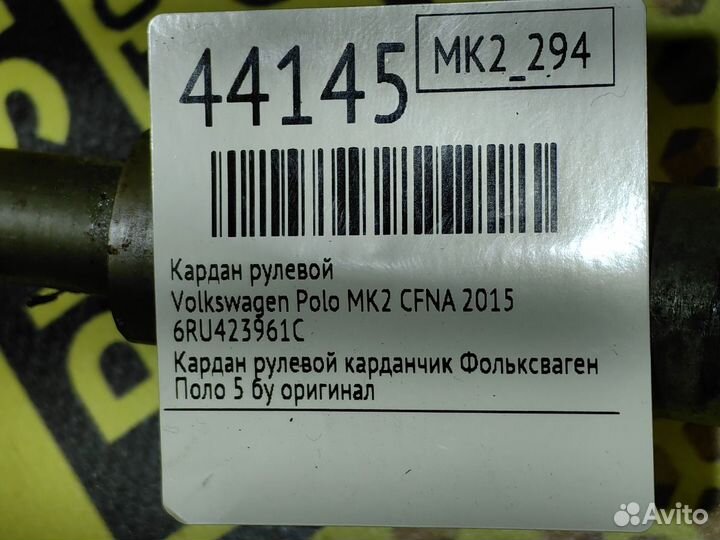 44145
MK2_294
Кардан рулевой
Volkswagen Polo MK2 CFNA 2015
6RU423961C
Кардан рулевой карданчик Фольксваген
Поло 5 бу оригинал
Avito